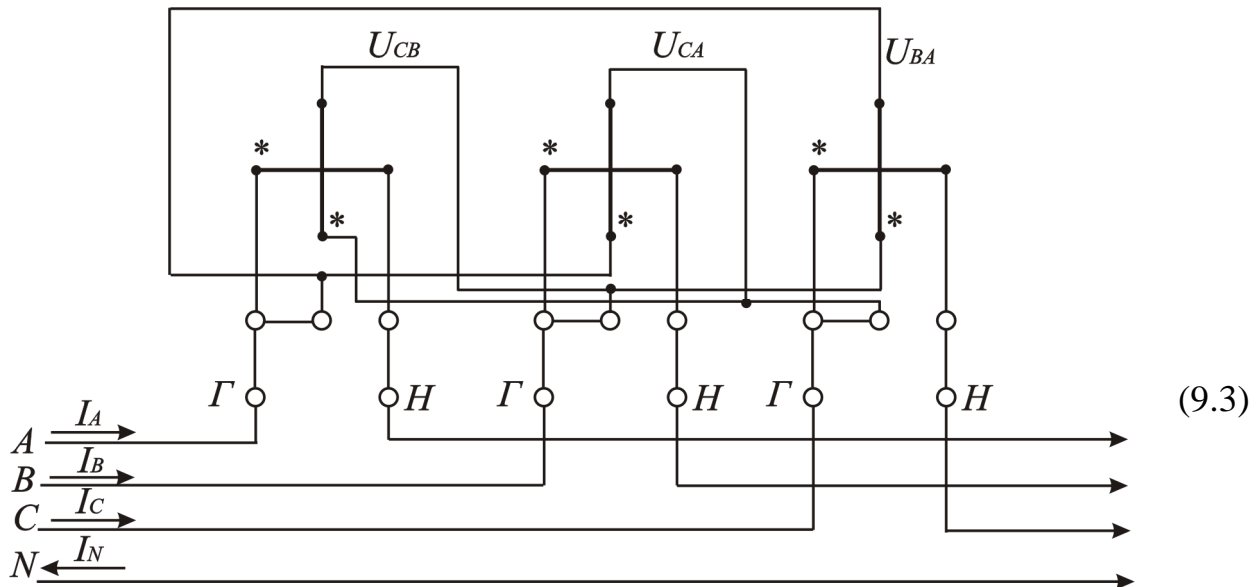 U_CB U_CA U_BA
* * *
* * *
Г Н Г Н Г Н (9.3)
I_A
A
I_B
B
I_C
C
I_N
N